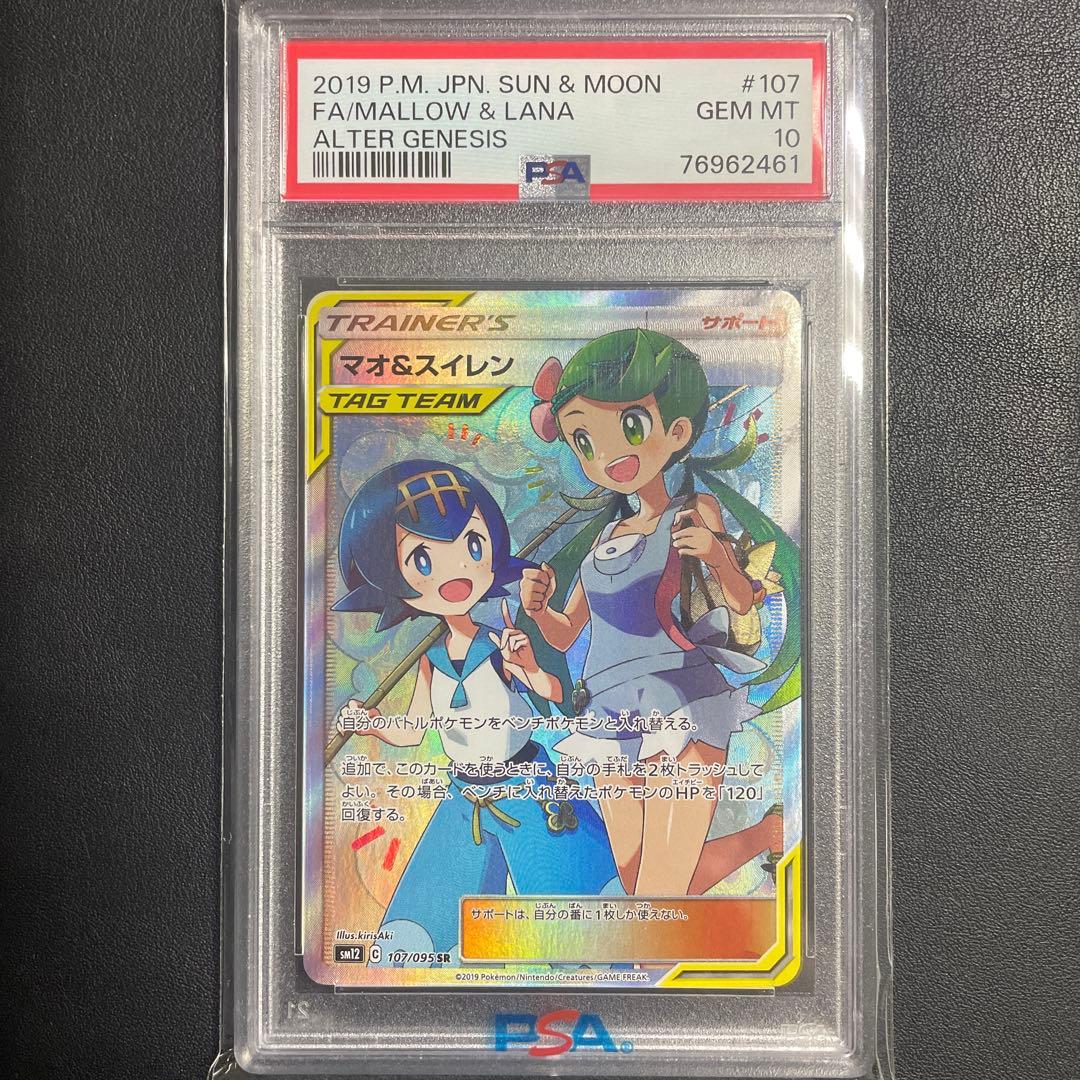 2019 P.M. JPN. SUN & MOON #107
FA/MALLOW & LANA GEM MT
ALTER GENESIS 10
PSA 76962461
TRAINER'S サポート
マオ&スイレン
TAG TEAM
自分のバトルポケモンをベンチポケモンと入れ替える。
追加で、このカードを使うときに、自分の手札を2枚トラッシュして
よい。その場合、ベンチに入れ替えたポケモンのHPを「120」
回復する。
サポートは、自分の番に1枚しか使えない。
Illus.kirisAki
sm12 C 107/095 SR
©2019 Pokémon/Nintendo/Creatures/GAME FREAK.
PSA®